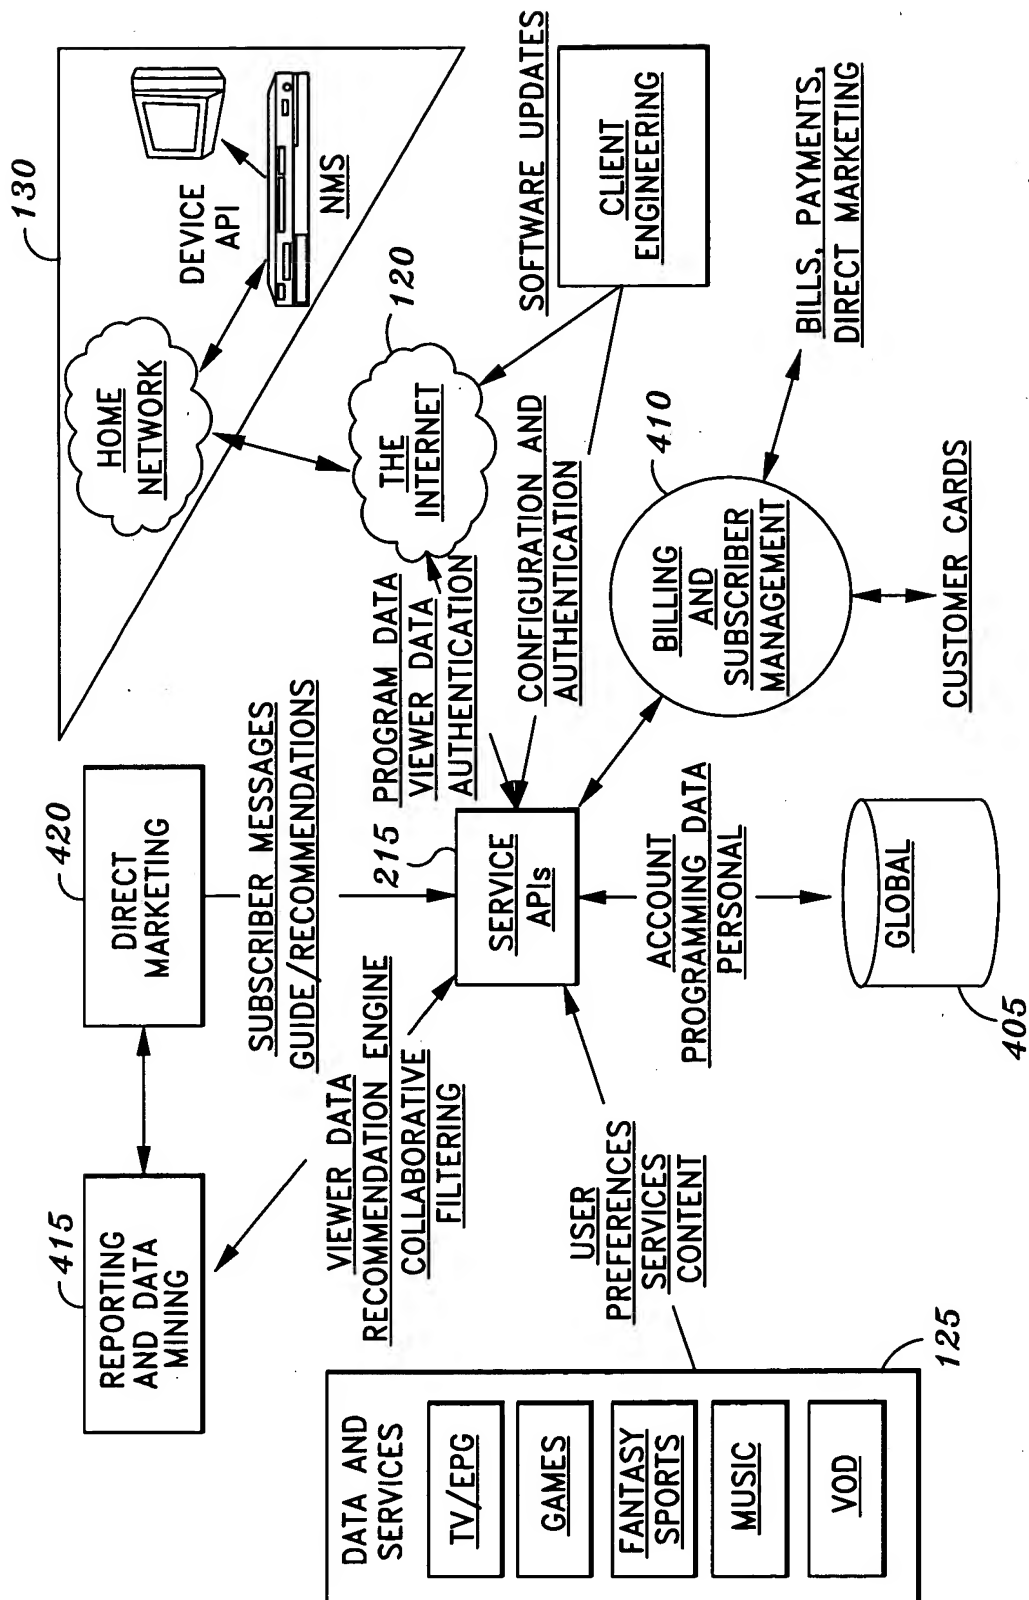 130
HOME
NETWORK
DEVICE
API
NMS
420
DIRECT
MARKETING
415
REPORTING
AND DATA
MINING
SUBSCRIBER MESSAGES
GUIDE/RECOMMENDATIONS
VIEWER DATA
RECOMMENDATION ENGINE
COLLABORATIVE
FILTERING
215
SERVICE
APIs
PROGRAM DATA
VIEWER DATA
AUTHENTICATION
THE
INTERNET
120
SOFTWARE UPDATES
CLIENT
ENGINEERING
CONFIGURATION AND
AUTHENTICATION
410
BILLING
AND
SUBSCRIBER
MANAGEMENT
BILLS, PAYMENTS,
DIRECT MARKETING
CUSTOMER CARDS
ACCOUNT
PROGRAMMING DATA
PERSONAL
GLOBAL
405
USER
PREFERENCES
SERVICES
CONTENT
DATA AND
SERVICES
TV/EPG
GAMES
FANTASY
SPORTS
MUSIC
VOD
125